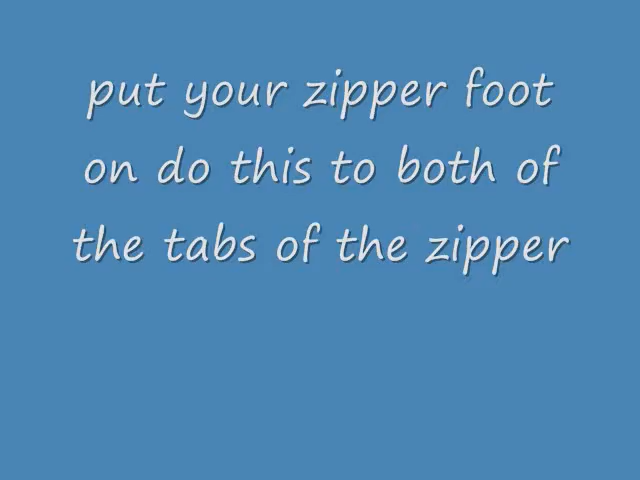 put your zipper foot
on do this to both of
the tabs of the zipper